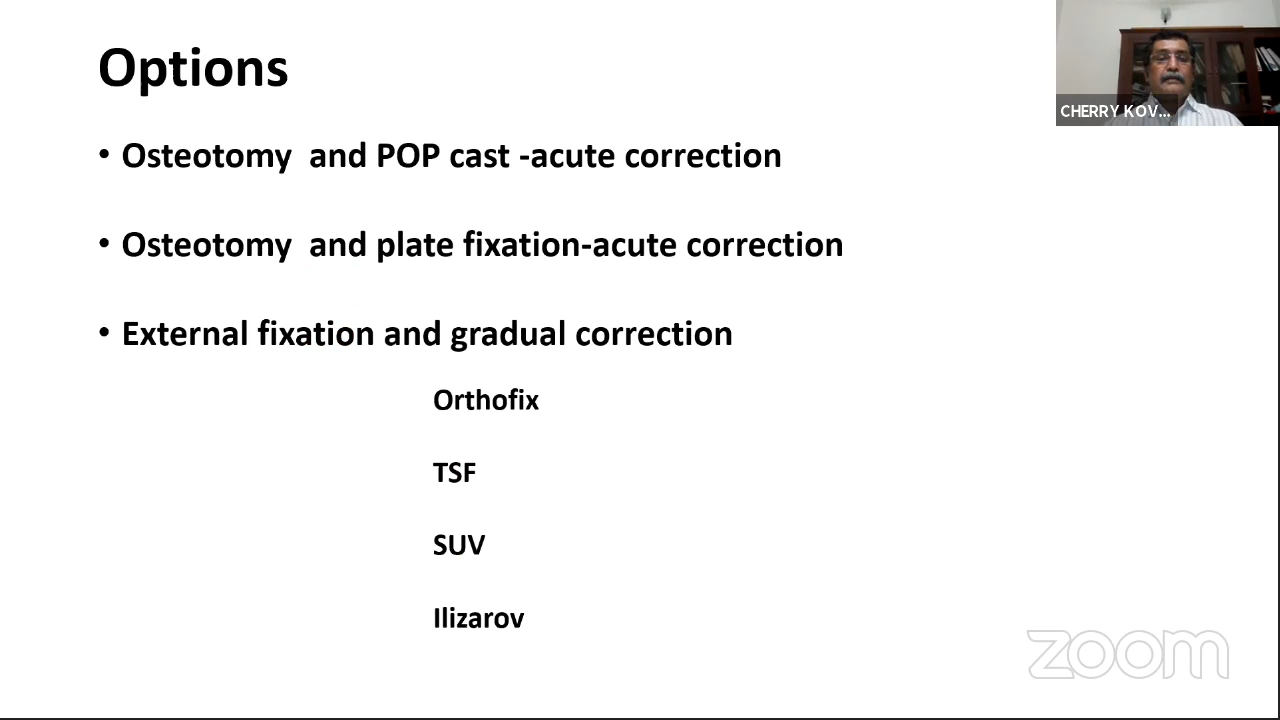 Options
CHERRY KOV...
• Osteotomy  and POP cast -acute correction
• Osteotomy  and plate fixation-acute correction
• External fixation and gradual correction
Orthofix
TSF
SUV
Ilizarov
zoom